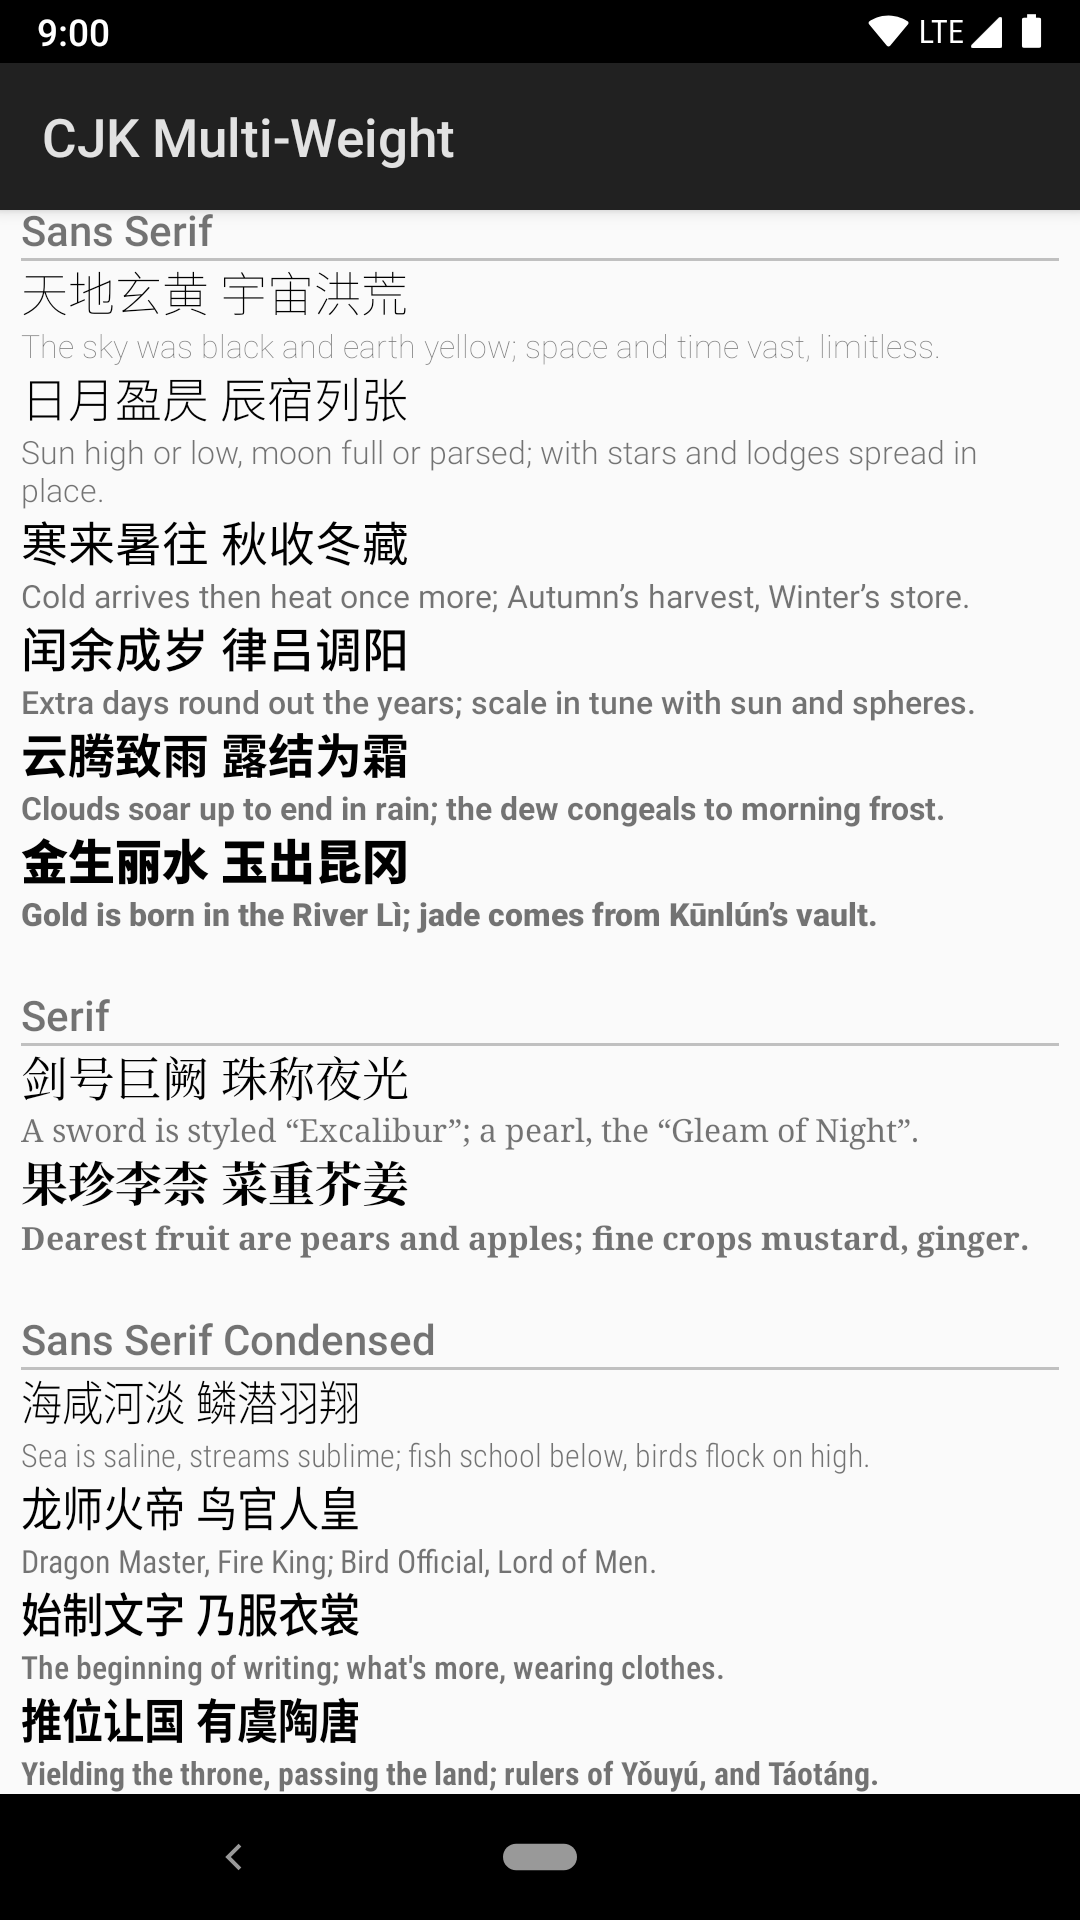 9:00 LTE
CJK Multi-Weight
Sans Serif
天地玄黄 宇宙洪荒
The sky was black and earth yellow; space and time vast, limitless.
日月盈昃 辰宿列张
Sun high or low, moon full or parsed; with stars and lodges spread in
place.
寒来暑往 秋收冬藏
Cold arrives then heat once more; Autumn’s harvest, Winter’s store.
闰余成岁 律吕调阳
Extra days round out the years; scale in tune with sun and spheres.
云腾致雨 露结为霜
Clouds soar up to end in rain; the dew congeals to morning frost.
金生丽水 玉出昆冈
Gold is born in the River Lì; jade comes from Kūnlún’s vault.
Serif
剑号巨阙 珠称夜光
A sword is styled “Excalibur”; a pearl, the “Gleam of Night”.
果珍李柰 菜重芥姜
Dearest fruit are pears and apples; fine crops mustard, ginger.
Sans Serif Condensed
海咸河淡 鳞潜羽翔
Sea is saline, streams sublime; fish school below, birds flock on high.
龙师火帝 鸟官人皇
Dragon Master, Fire King; Bird Official, Lord of Men.
始制文字 乃服衣裳
The beginning of writing; what's more, wearing clothes.
推位让国 有虞陶唐
Yielding the throne, passing the land; rulers of Yǒuyú, and Táotáng.